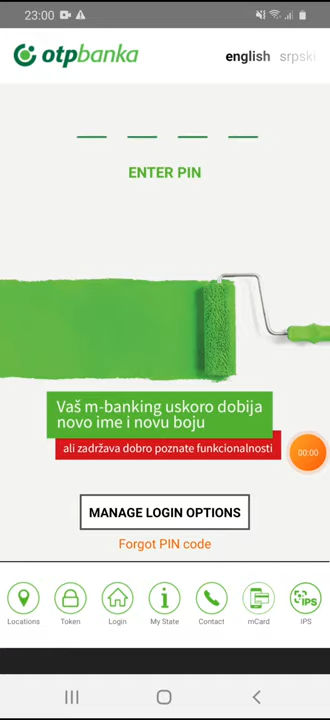 23:00
otpbanka
english srpski
ENTER PIN
Vaš m-banking uskoro dobija
novo ime i novu boju
ali zadržava dobro poznate funkcionalnosti
00:00
MANAGE LOGIN OPTIONS
Forgot PIN code
IPS
Locations Token Login My State Contact mCard IPS